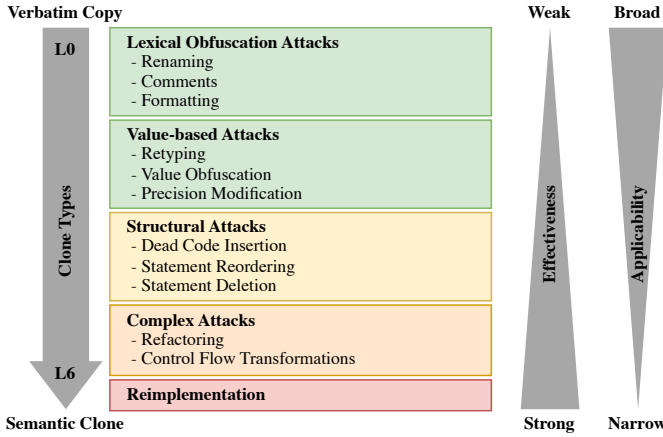 Verbatim Copy
Weak
Broad
L0
Lexical Obfuscation Attacks
- Renaming
- Comments
- Formatting
Value-based Attacks
- Retyping
- Value Obfuscation
- Precision Modification
Clone Types
Structural Attacks
- Dead Code Insertion
- Statement Reordering
- Statement Deletion
Effectiveness
Applicability
Complex Attacks
- Refactoring
- Control Flow Transformations
L6
Reimplementation
Semantic Clone
Strong
Narrow